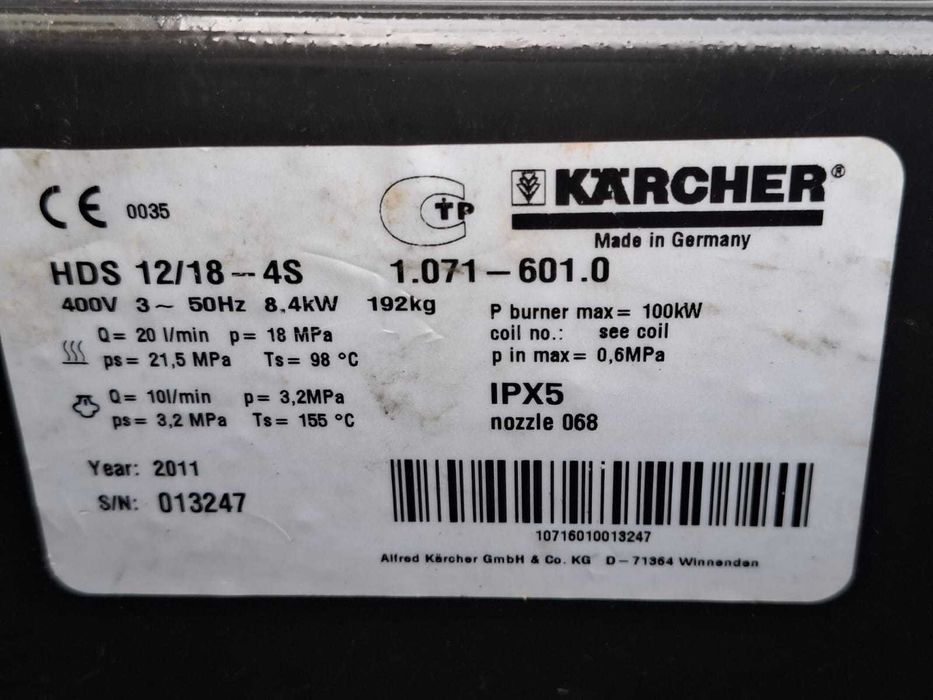 CE 0035
TP
KÄRCHER®
Made in Germany
HDS 12/18-4S 1.071-601.0
400V 3~ 50Hz 8,4kW 192kg
Q= 20 l/min p= 18 MPa
ps= 21,5 MPa Ts= 98 °C
Q= 10l/min p= 3,2MPa
ps= 3,2 MPa Ts= 155 °C
P burner max= 100kW
coil no.: see coil
p in max= 0,6MPa
IPX5
nozzle 068
Year: 2011
S/N: 013247
10716010013247
Alfred Kärcher GmbH & Co. KG D-71364 Winnenden